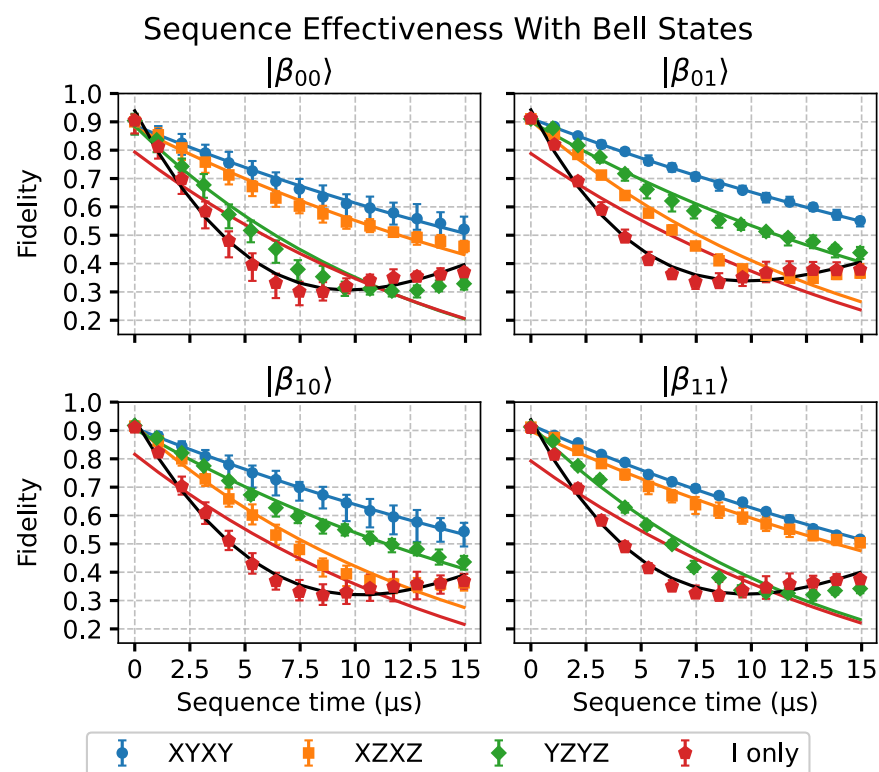 Sequence Effectiveness With Bell States
|β₀₀⟩ |β₀₁⟩
Fidelity
1.0
0.9
0.8
0.7
0.6
0.5
0.4
0.3
0.2
|β₁₀⟩ |β₁₁⟩
Fidelity
1.0
0.9
0.8
0.7
0.6
0.5
0.4
0.3
0.2
0 2.5 5 7.5 10 12.5 15 0 2.5 5 7.5 10 12.5 15
Sequence time (μs) Sequence time (μs)
XYXY XZXZ YZYZ I only